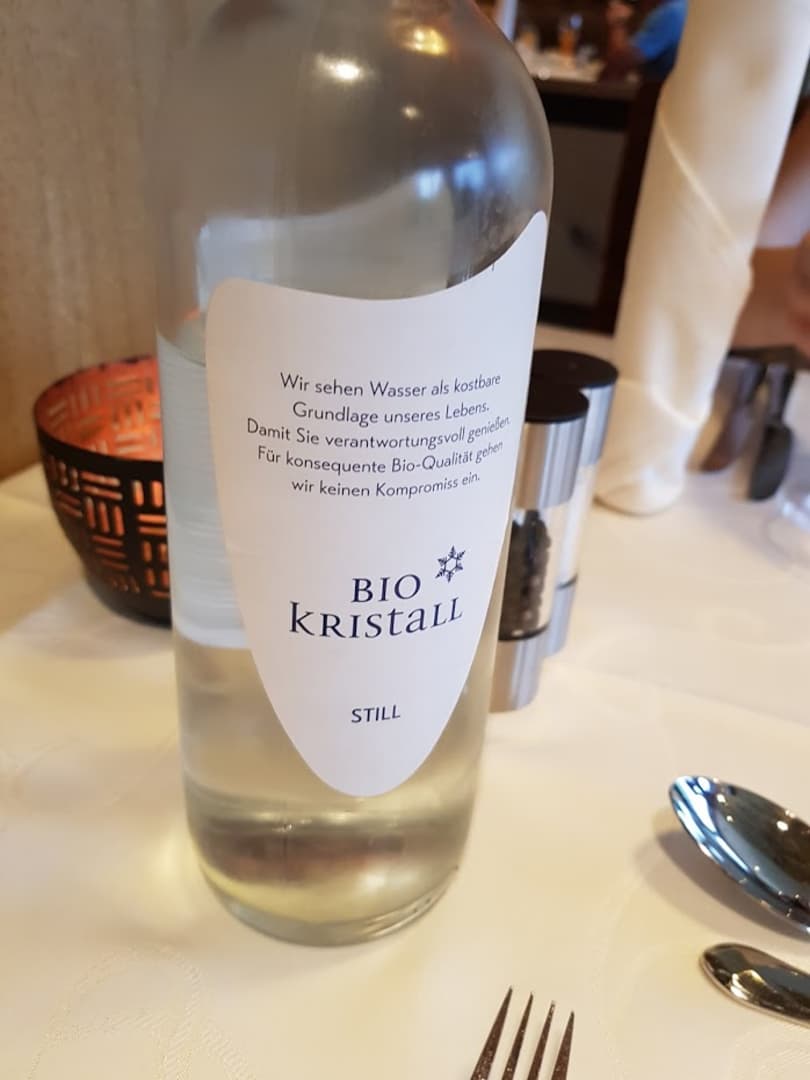 Wir sehen Wasser als kostbare
Grundlage unseres Lebens.
Damit Sie verantwortungsvoll genießen.
Für konsequente Bio-Qualität gehen
wir keinen Kompromiss ein.
BIO
KRISTALL
STILL